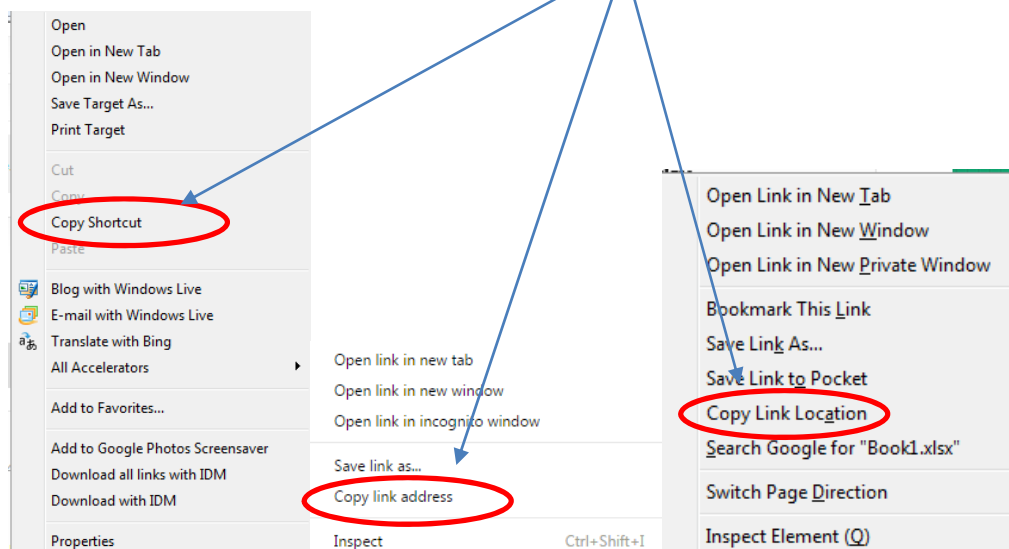 Open
Open in New Tab
Open in New Window
Save Target As...
Print Target
Cut
Copy
Copy Shortcut
Paste
Blog with Windows Live
E-mail with Windows Live
Translate with Bing
All Accelerators
Add to Favorites...
Add to Google Photos Screensaver
Download all links with IDM
Download with IDM
Properties
Open link in new tab
Open link in new window
Open link in incognito window
Save link as...
Copy link address
Inspect Ctrl+Shift+I
Open Link in New Tab
Open Link in New Window
Open Link in New Private Window
Bookmark This Link
Save Link As...
Save Link to Pocket
Copy Link Location
Search Google for "Book1.xlsx"
Switch Page Direction
Inspect Element (Q)